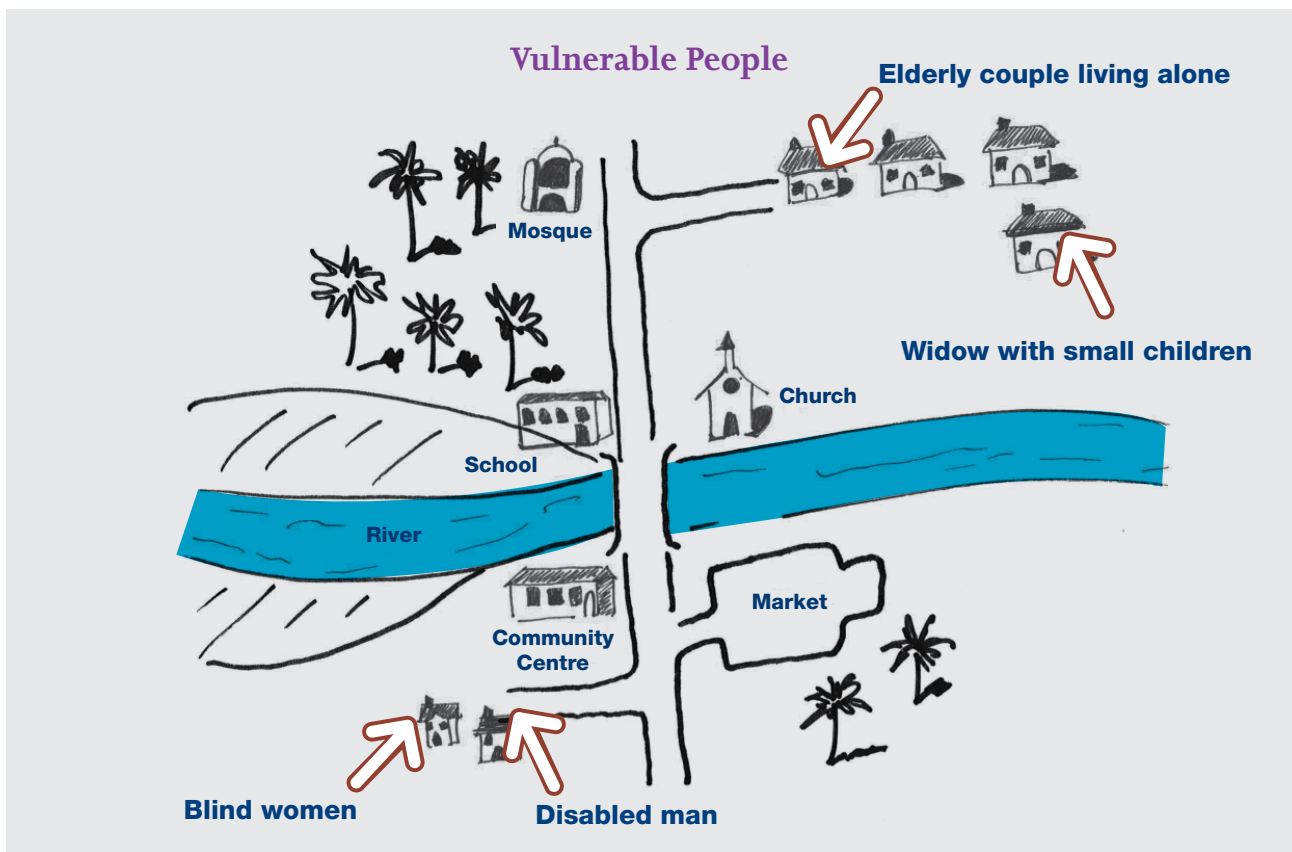 Vulnerable People
Elderly couple living alone
Mosque
Widow with small children
Church
School
River
Market
Community
Centre
Blind women
Disabled man